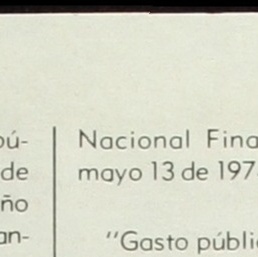 pú-
de
ño
an-
Nacional Fina
mayo 13 de 197
"Gasto públi